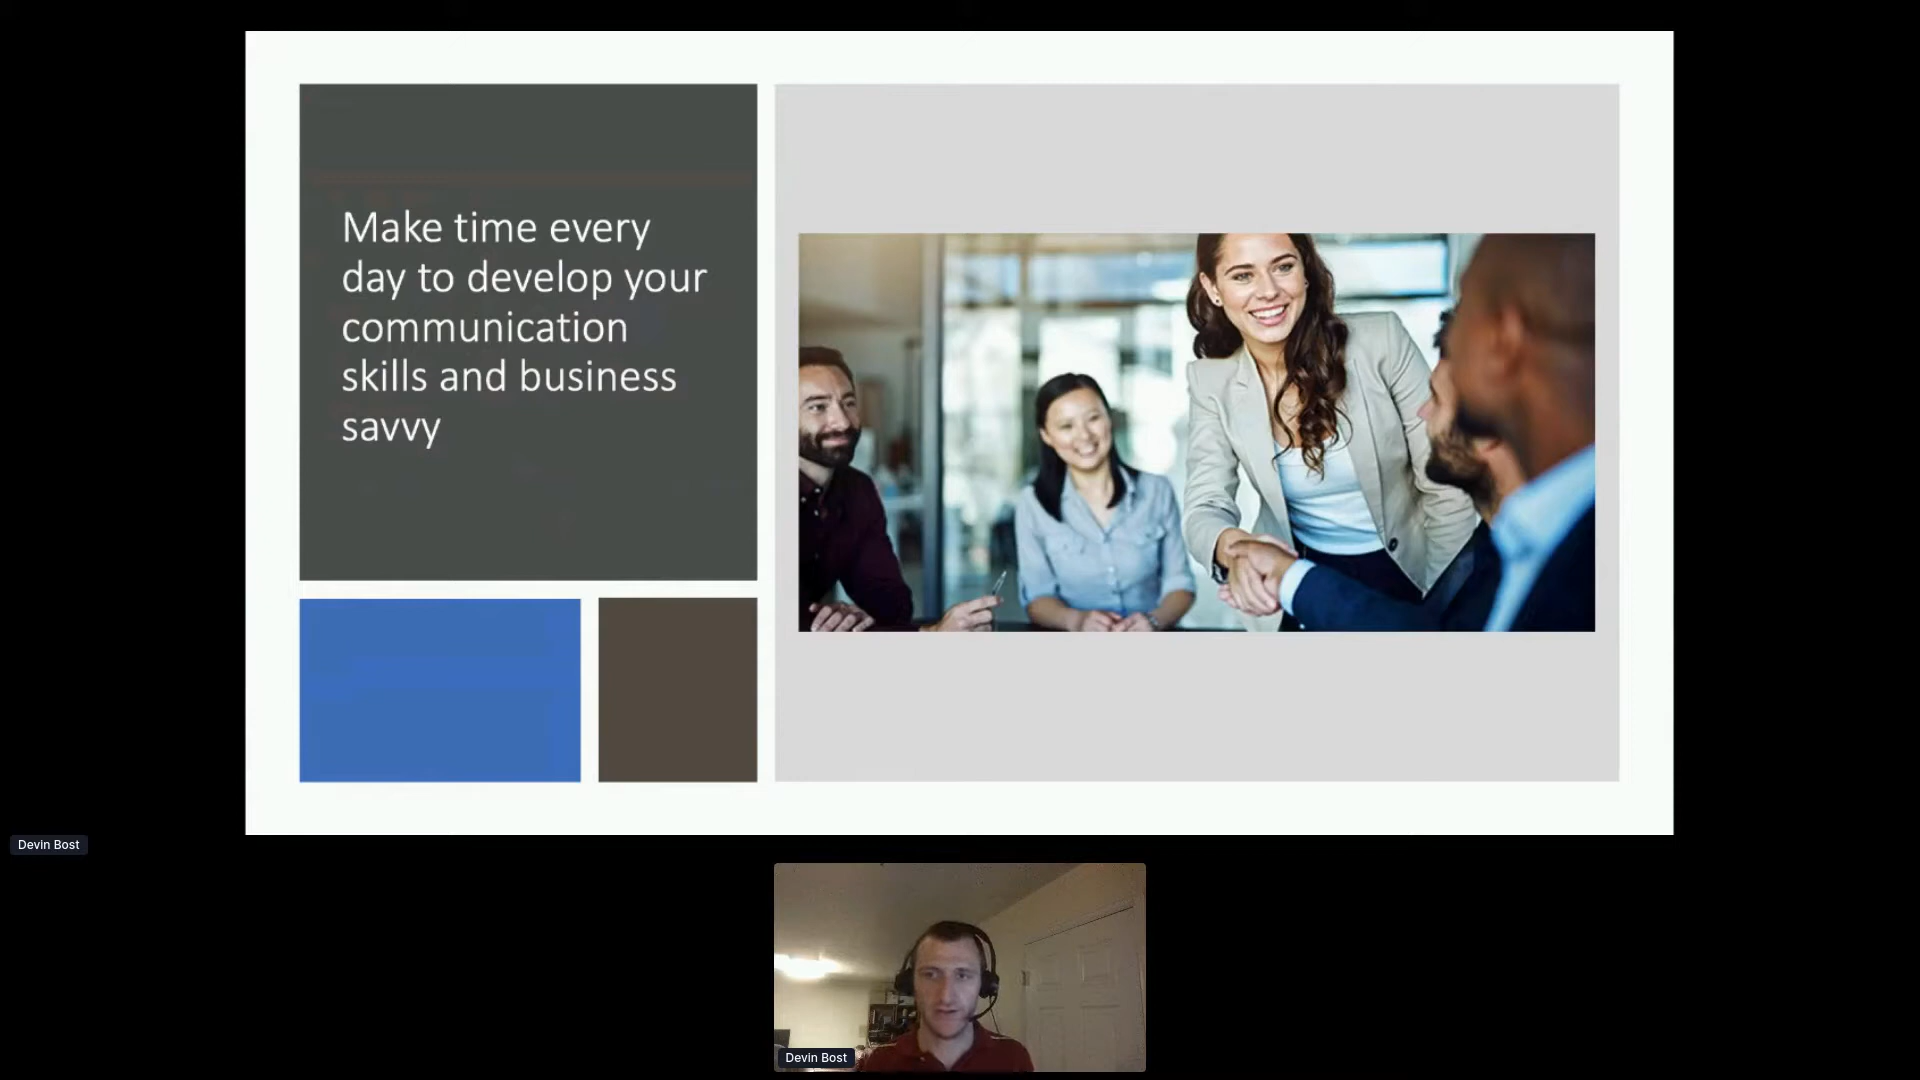 Make time every
day to develop your
communication
skills and business
savvy
Devin Bost
Devin Bost